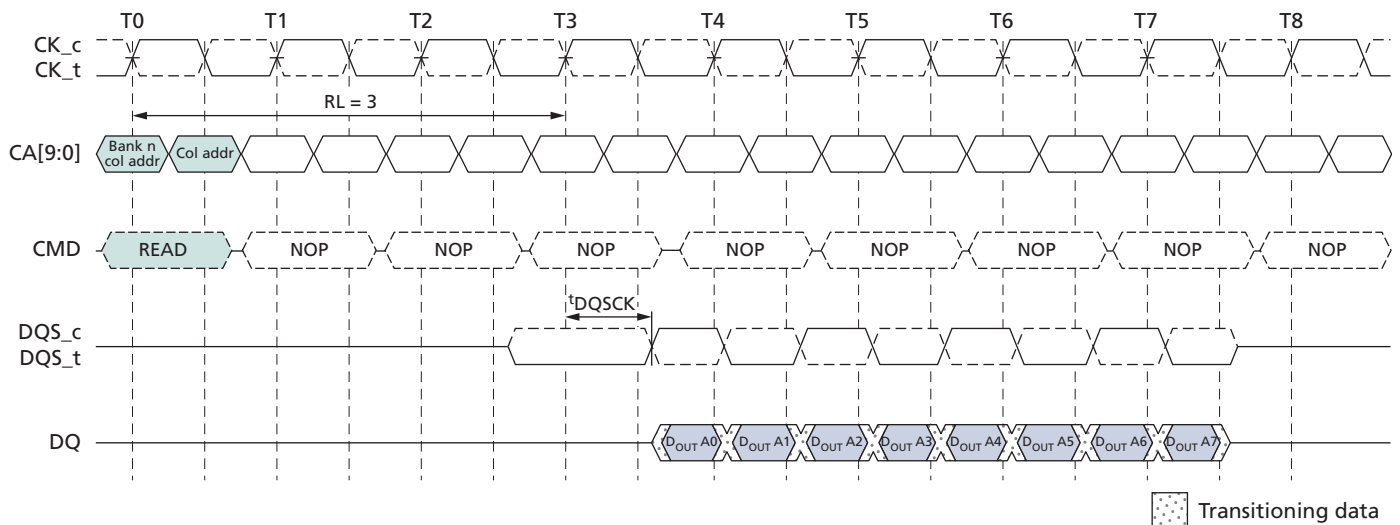 T0 T1 T2 T3 T4 T5 T6 T7 T8
CK_c
CK_t
RL = 3
CA[9:0]
Bank n
col addr
Col addr
CMD READ NOP NOP NOP NOP NOP NOP NOP NOP
tDQSCK
DQS_c
DQS_t
DQ DOUT A0 DOUT A1 DOUT A2 DOUT A3 DOUT A4 DOUT A5 DOUT A6 DOUT A7
Transitioning data